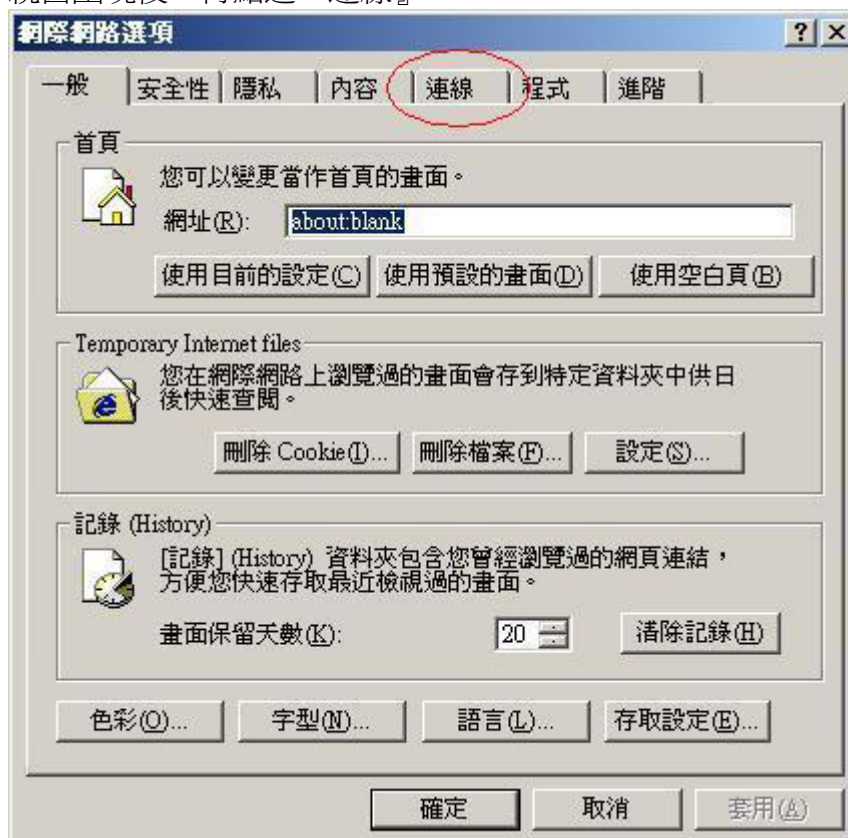 網際網路選項
一般 安全性 隱私 內容 連線 程式 進階
首頁
您可以變更當作首頁的畫面。
網址(R): about:blank
使用目前的設定(C) 使用預設的畫面(D) 使用空白頁(B)
Temporary Internet files
您在網際網路上瀏覽過的畫面會存到特定資料夾中供日
後快速查閱。
刪除 Cookie(I)... 刪除檔案(F)... 設定(S)...
記錄 (History)
[記錄] (History) 資料夾包含您曾經瀏覽過的網頁連結，
方便您快速存取最近檢視過的畫面。
畫面保留天數(K): 20 清除記錄(H)
色彩(O)... 字型(N)... 語言(L)... 存取設定(E)...
確定 取消 套用(A)